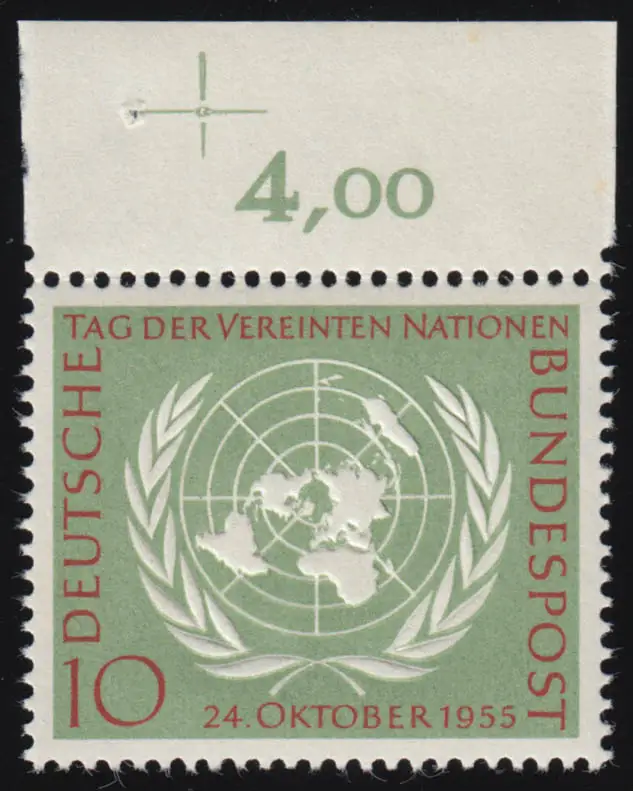 4,00
TAG DER VEREINTEN NATIONEN
DEUTSCHE
BUNDESPOST
10
24. OKTOBER 1955